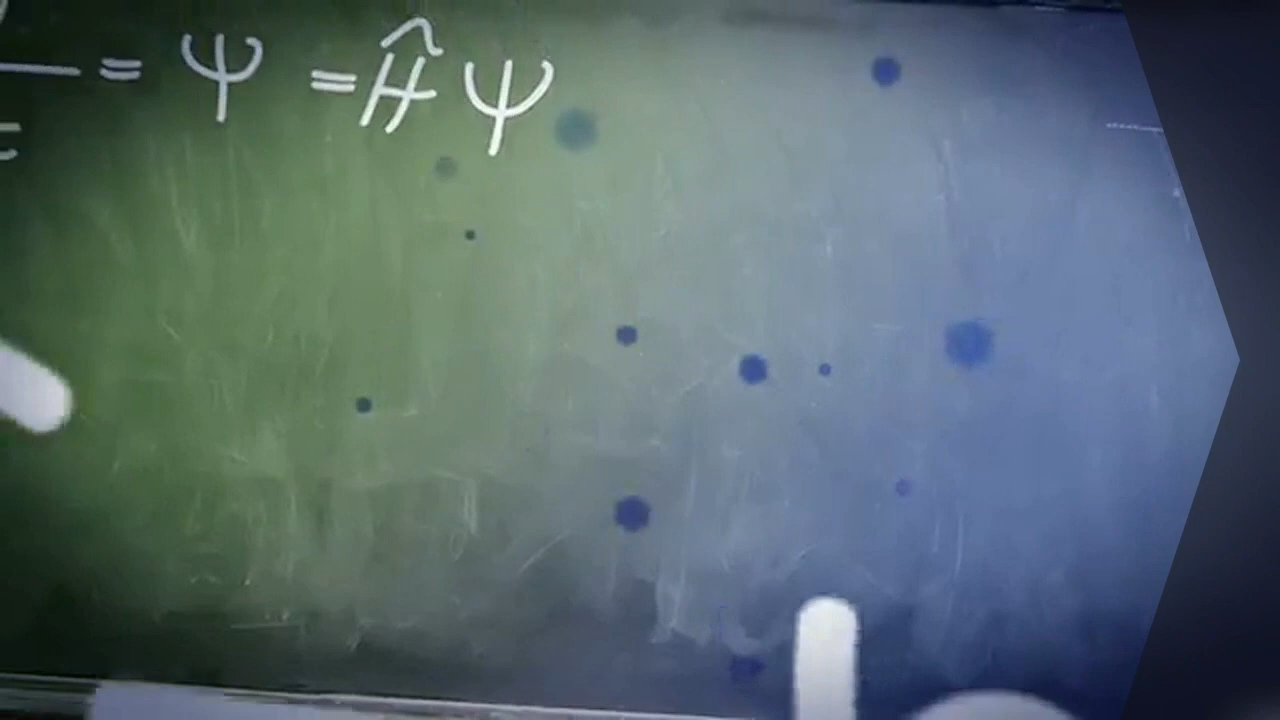 = Ψ = Ĥ Ψ